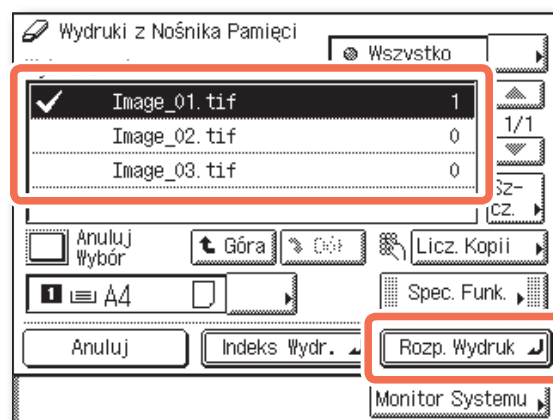 Wydruki z Nośnika Pamięci
Wszystko
Image_01.tif 1
Image_02.tif 0
Image_03.tif 0
1/1
Sz-
cz.
Anuluj
Wybór
Góra
Licz. Kopii
1 A4
Spec. Funk.
Anuluj
Indeks Wydr.
Rozp. Wydruk
Monitor Systemu